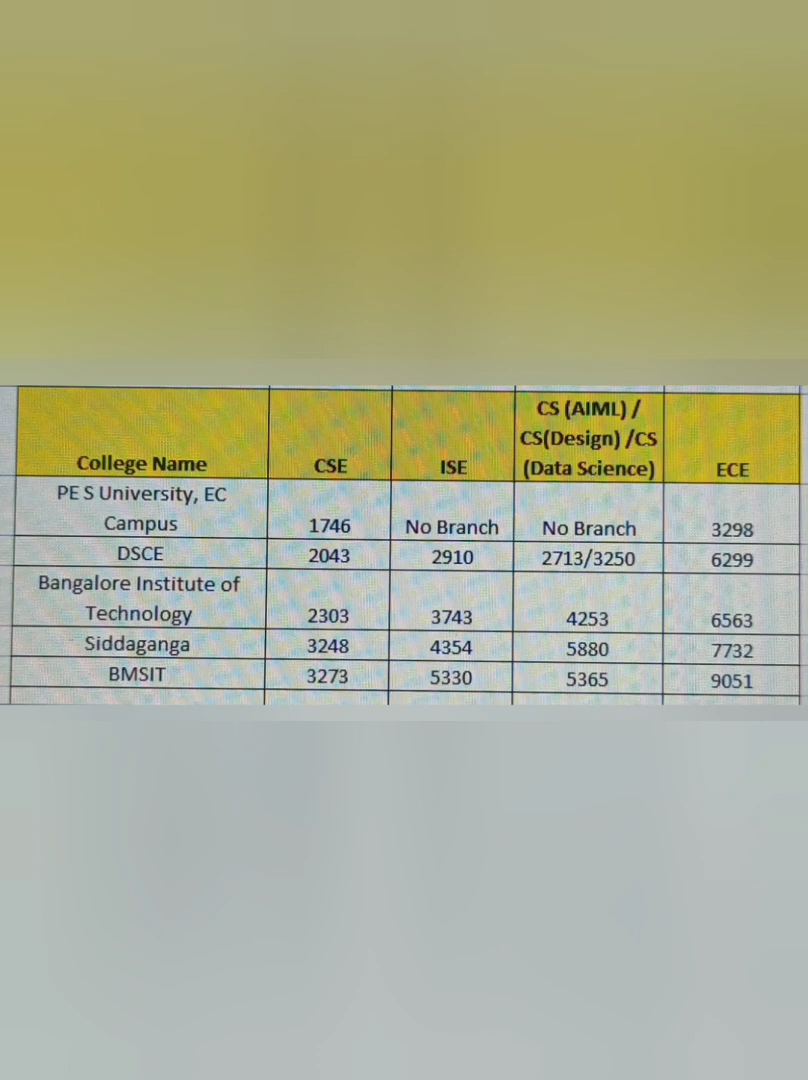 College Name CSE ISE CS (AIML) / CS(Design) /CS (Data Science) ECE
PE S University, EC Campus 1746 No Branch No Branch 3298
DSCE 2043 2910 2713/3250 6299
Bangalore Institute of Technology 2303 3743 4253 6563
Siddaganga 3248 4354 5880 7732
BMSIT 3273 5330 5365 9051